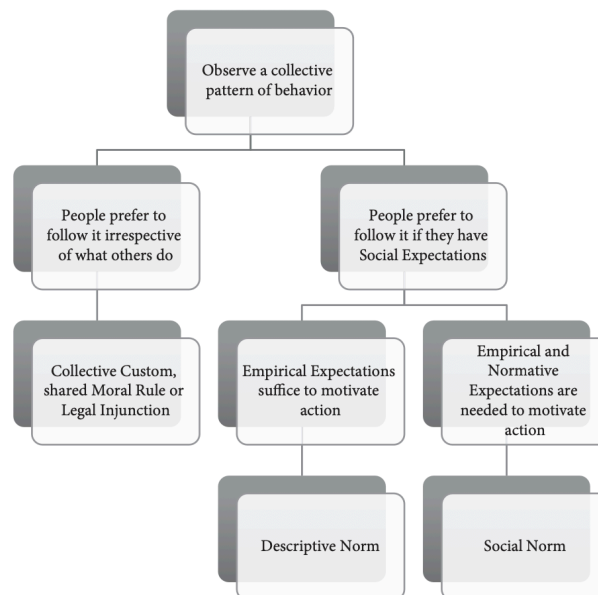 Observe a collective
pattern of behavior
People prefer to
follow it irrespective
of what others do
People prefer to
follow it if they have
Social Expectations
Collective Custom,
shared Moral Rule or
Legal Injunction
Empirical Expectations
suffice to motivate
action
Empirical and
Normative
Expectations are
needed to motivate
action
Descriptive Norm
Social Norm